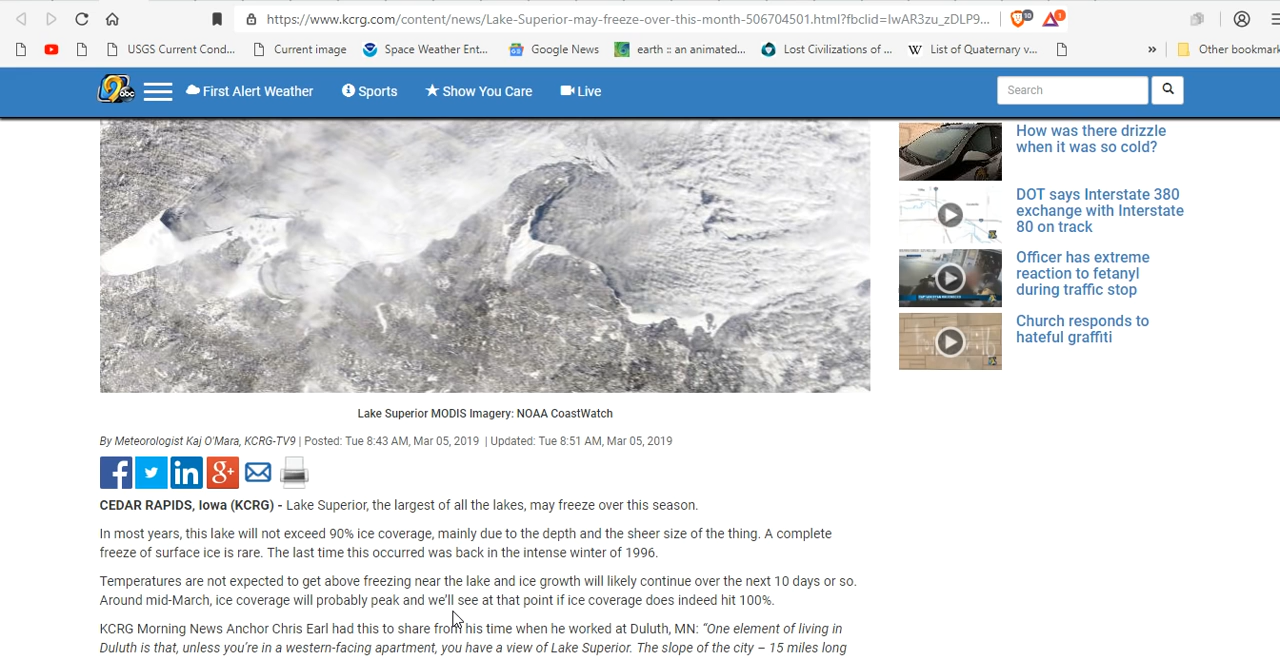 https://www.kcrg.com/content/news/Lake-Superior-may-freeze-over-this-month-506704501.html?fbclid=IwAR3zu_zDLP9...
10
1
USGS Current Cond...
Current image
Space Weather Ent...
Google News
earth :: an animated...
Lost Civilizations of ...
W List of Quaternary v...
»
Other bookmark
9 abc
First Alert Weather
Sports
Show You Care
Live
Search
How was there drizzle
when it was so cold?
DOT says Interstate 380
exchange with Interstate
80 on track
Officer has extreme
reaction to fetanyl
during traffic stop
Church responds to
hateful graffiti
Lake Superior MODIS Imagery: NOAA CoastWatch
By Meteorologist Kaj O'Mara, KCRG-TV9 | Posted: Tue 8:43 AM, Mar 05, 2019 | Updated: Tue 8:51 AM, Mar 05, 2019
f in g+
CEDAR RAPIDS, Iowa (KCRG) - Lake Superior, the largest of all the lakes, may freeze over this season.
In most years, this lake will not exceed 90% ice coverage, mainly due to the depth and the sheer size of the thing. A complete
freeze of surface ice is rare. The last time this occurred was back in the intense winter of 1996.
Temperatures are not expected to get above freezing near the lake and ice growth will likely continue over the next 10 days or so.
Around mid-March, ice coverage will probably peak and we'll see at that point if ice coverage does indeed hit 100%.
KCRG Morning News Anchor Chris Earl had this to share from his time when he worked at Duluth, MN: "One element of living in
Duluth is that, unless you're in a western-facing apartment, you have a view of Lake Superior. The slope of the city – 15 miles long